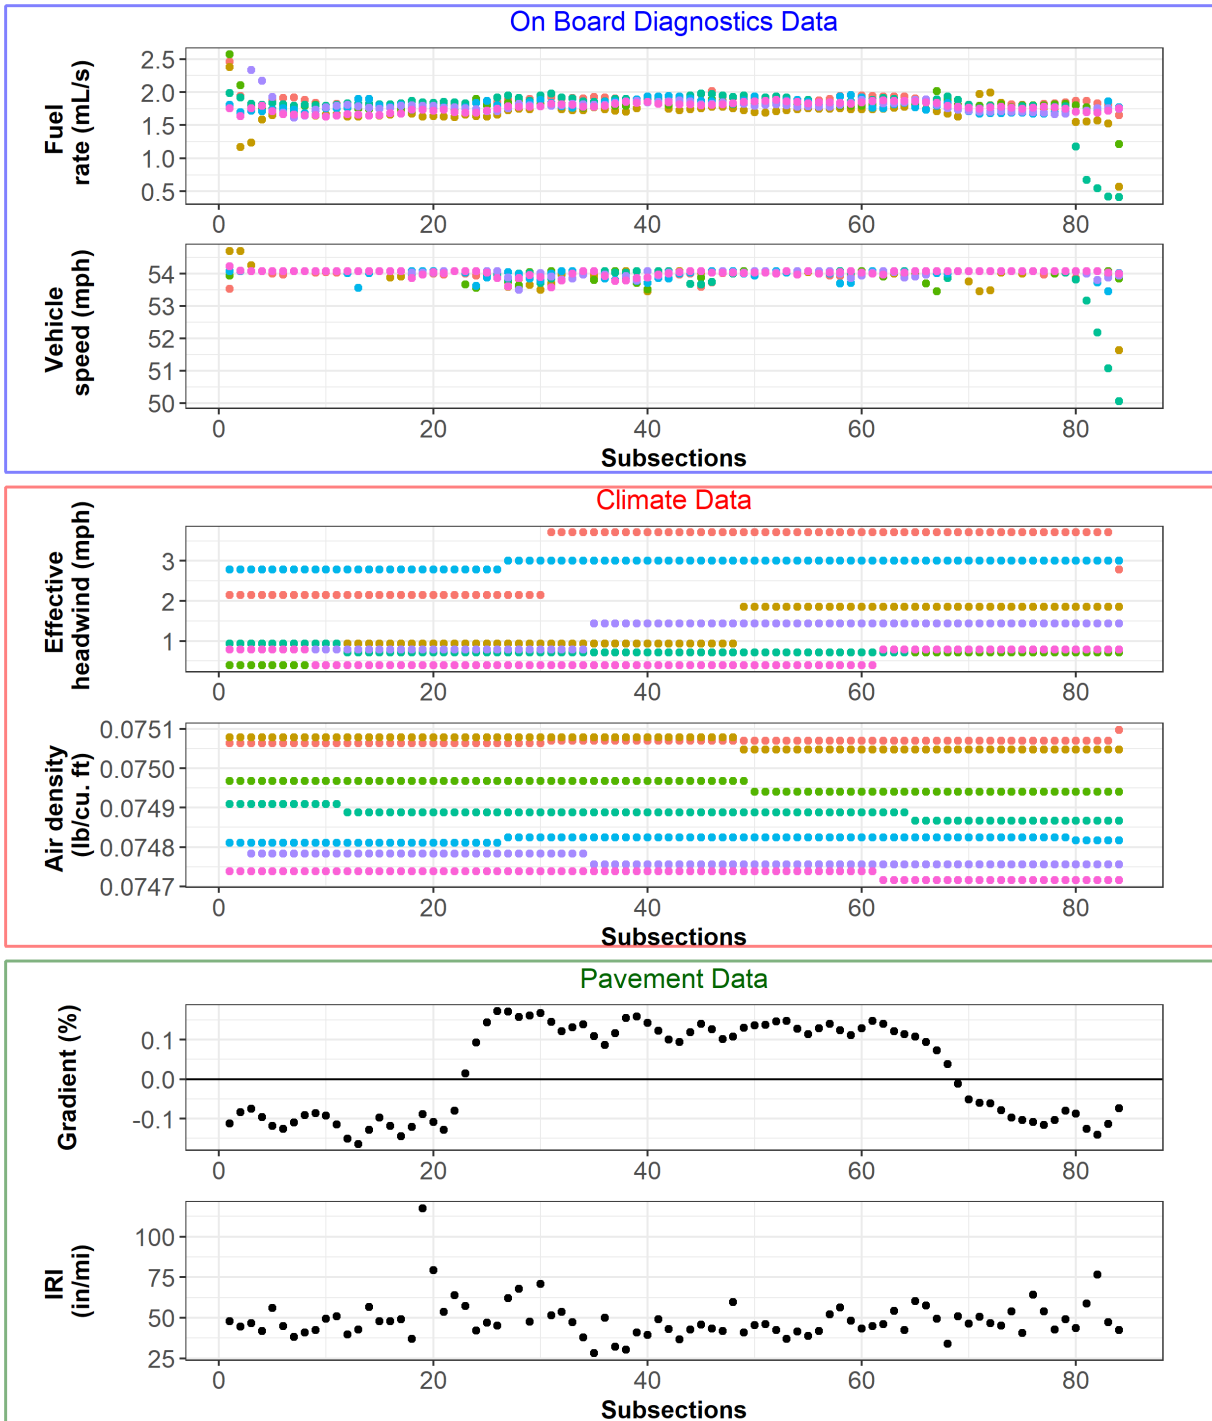 On Board Diagnostics Data
Fuel
rate (mL/s)
2.5
2.0
1.5
1.0
0.5
0 20 40 60 80
Vehicle
speed (mph)
54
53
52
51
50
0 20 40 60 80
Subsections
Climate Data
Effective
headwind (mph)
3
2
1
0 20 40 60 80
Air density
(lb/cu. ft)
0.0751
0.0750
0.0749
0.0748
0.0747
0 20 40 60 80
Subsections
Pavement Data
Gradient (%)
0.1
0.0
-0.1
0 20 40 60 80
IRI
(in/mi)
100
75
50
25
0 20 40 60 80
Subsections